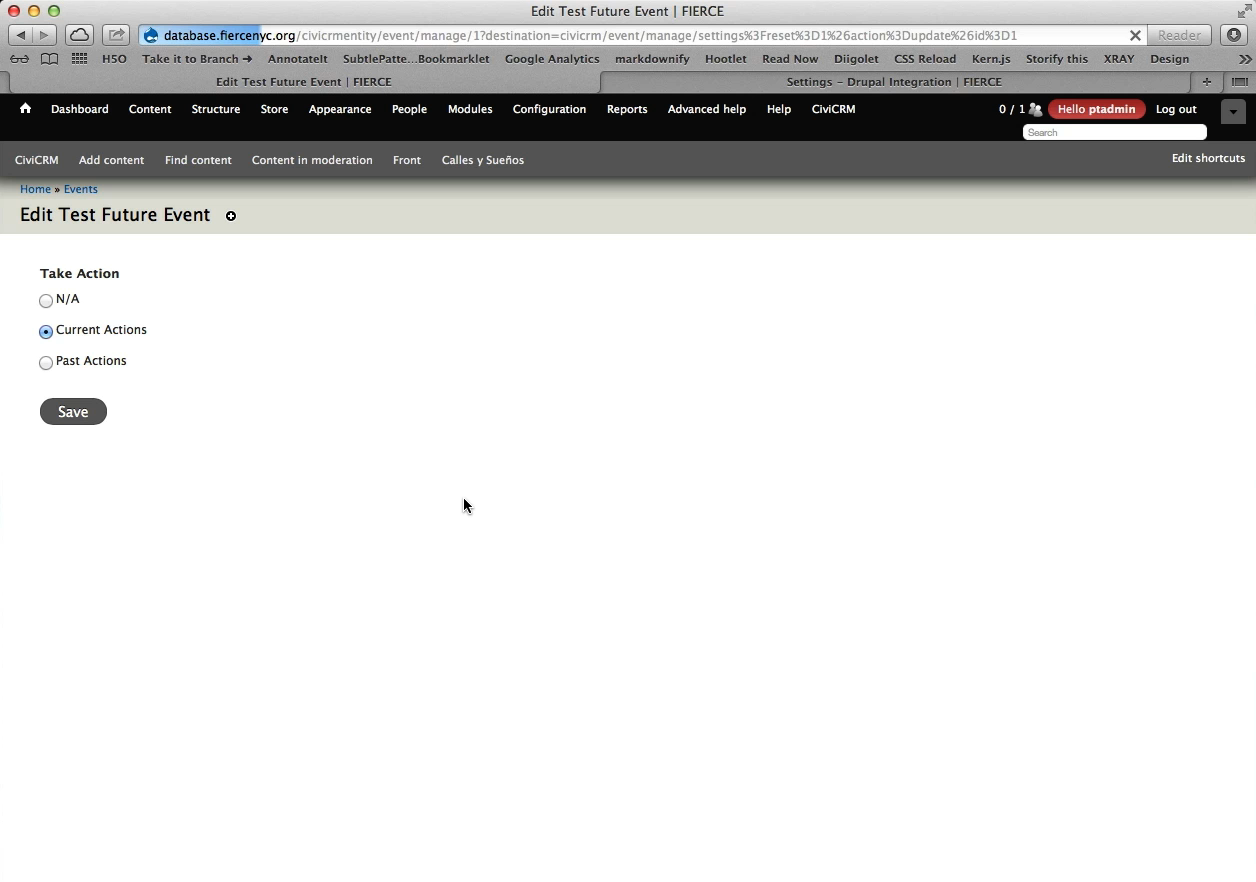 Edit Test Future Event | FIERCE
database.fiercenyc.org/civicrmentity/event/manage/1?destination=civicrm/event/manage/settings%3Freset%3D1%26action%3Dupdate%26id%3D1
Reader
H5O Take it to Branch → AnnotateIt SubtlePatte...Bookmarklet Google Analytics markdownify Hootlet Read Now Diigolet CSS Reload Kern.js Storify this XRAY Design
Edit Test Future Event | FIERCE Settings – Drupal Integration | FIERCE
Dashboard Content Structure Store Appearance People Modules Configuration Reports Advanced help Help CiviCRM 0 / 1 Hello ptadmin Log out
Search
CiviCRM Add content Find content Content in moderation Front Calles y Sueños Edit shortcuts
Home » Events
Edit Test Future Event
Take Action
N/A
Current Actions
Past Actions
Save